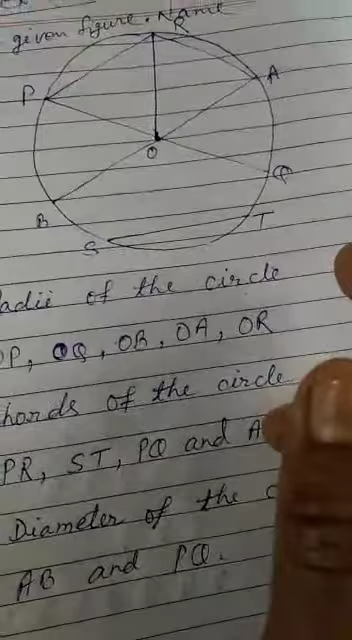 given figure. Name
R
A
P
O
Q
B
T
S
radii of the circle
OP, OQ, OB, OA, OR
chords of the circle
PR, ST, PQ and A
Diameter of the c
AB and PQ.